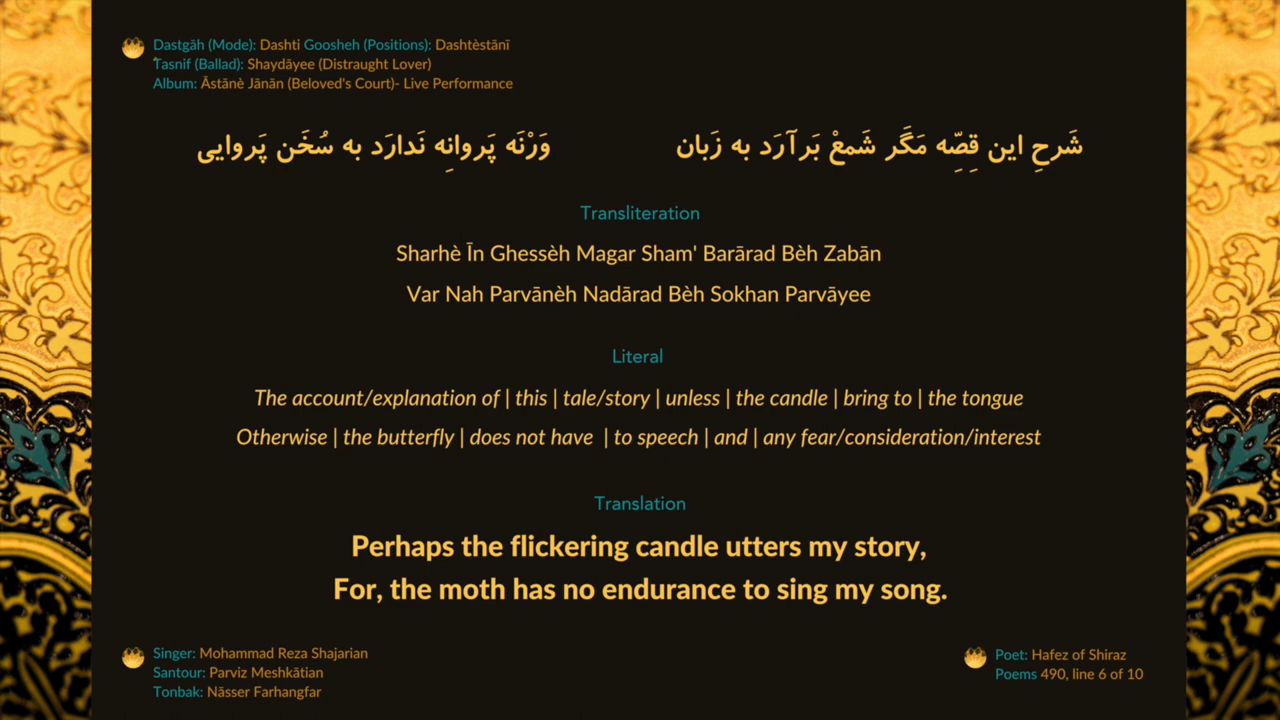 Dastgāh (Mode): Dashti Goosheh (Positions): Dashtèstānī
Tasnif (Ballad): Shaydāyee (Distraught Lover)
Album: Āstānè Jānān (Beloved's Court)- Live Performance
شَرحِ این قِصِّه مَگَر شَمعْ بَرآرَد به زَبان وَرْنَه پَروانِه نَدارَد به سُخَن پَروایی
Transliteration
Sharhè Īn Ghessèh Magar Sham' Barārad Bèh Zabān
Var Nah Parvānèh Nadārad Bèh Sokhan Parvāyee
Literal
The account/explanation of | this | tale/story | unless | the candle | bring to | the tongue
Otherwise | the butterfly | does not have | to speech | and | any fear/consideration/interest
Translation
Perhaps the flickering candle utters my story,
For, the moth has no endurance to sing my song.
Singer: Mohammad Reza Shajarian
Santour: Parviz Meshkātian
Tonbak: Nāsser Farhangfar
Poet: Hafez of Shiraz
Poems 490, line 6 of 10